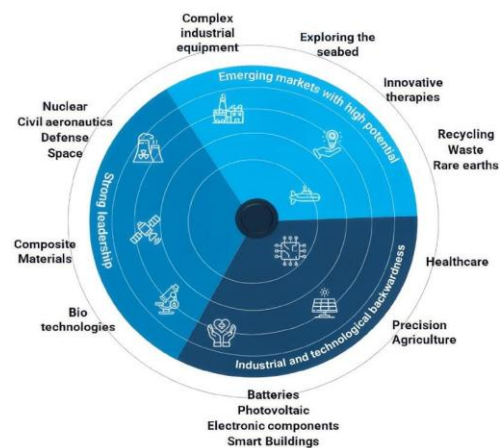 Complex
industrial
equipment
Exploring the
seabed
Innovative
therapies
Recycling
Waste
Rare earths
Healthcare
Precision
Agriculture
Batteries
Photovoltaic
Electronic components
Smart Buildings
Bio
technologies
Composite
Materials
Nuclear
Civil aeronautics
Defense
Space
Emerging markets with high potential
Industrial and technological backwardness
Strong leadership